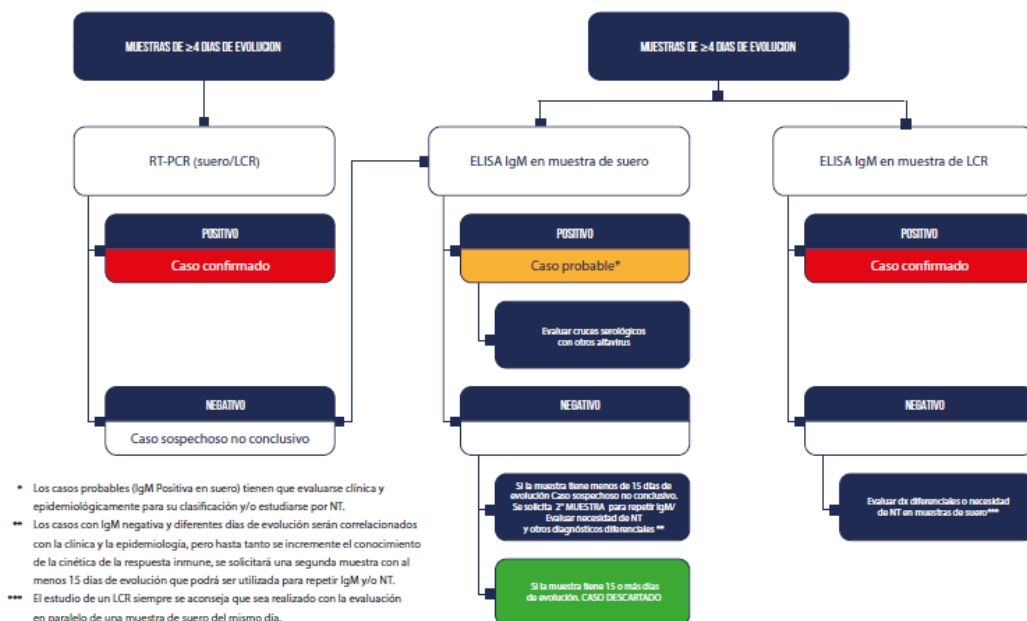 MUESTRAS DE ≥4 DIAS DE EVOLUCION
MUESTRAS DE ≥4 DIAS DE EVOLUCION
RT-PCR (suero/LCR)
ELISA IgM en muestra de suero
ELISA IgM en muestra de LCR
POSITIVO
Caso confirmado
POSITIVO
Caso probable*
POSITIVO
Caso confirmado
Evaluar cruces serológicos
con otros alfavirus
NEGATIVO
Caso sospechoso no conclusivo
NEGATIVO
NEGATIVO
Si la muestra tiene menos de 15 días de
evolución Caso sospechoso no conclusivo.
Se solicita 2° MUESTRA para repetir IgM/
Evaluar necesidad de NT
y otros diagnósticos diferenciales **
Evaluar dx diferenciales o necesidad
de NT en muestras de suero***
Si la muestra tiene 15 o más días
de evolución. CASO DESCARTADO
* Los casos probables (IgM Positiva en suero) tienen que evaluarse clínica y
epidemiológicamente para su clasificación y/o estudiarse por NT.
** Los casos con IgM negativa y diferentes días de evolución serán correlacionados
con la clínica y la epidemiología, pero hasta tanto se incremente el conocimiento
de la cinética de la respuesta inmune, se solicitará una segunda muestra con al
menos 15 días de evolución que podrá ser utilizada para repetir IgM y/o NT.
*** El estudio de un LCR siempre se aconseja que sea realizado con la evaluación
en paralelo de una muestra de suero del mismo día.